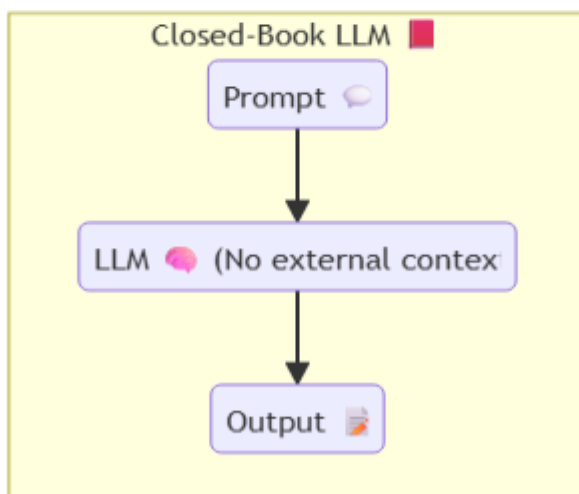 Closed-Book LLM 📕
Prompt 💬
LLM 🧠 (No external contex
Output 📝